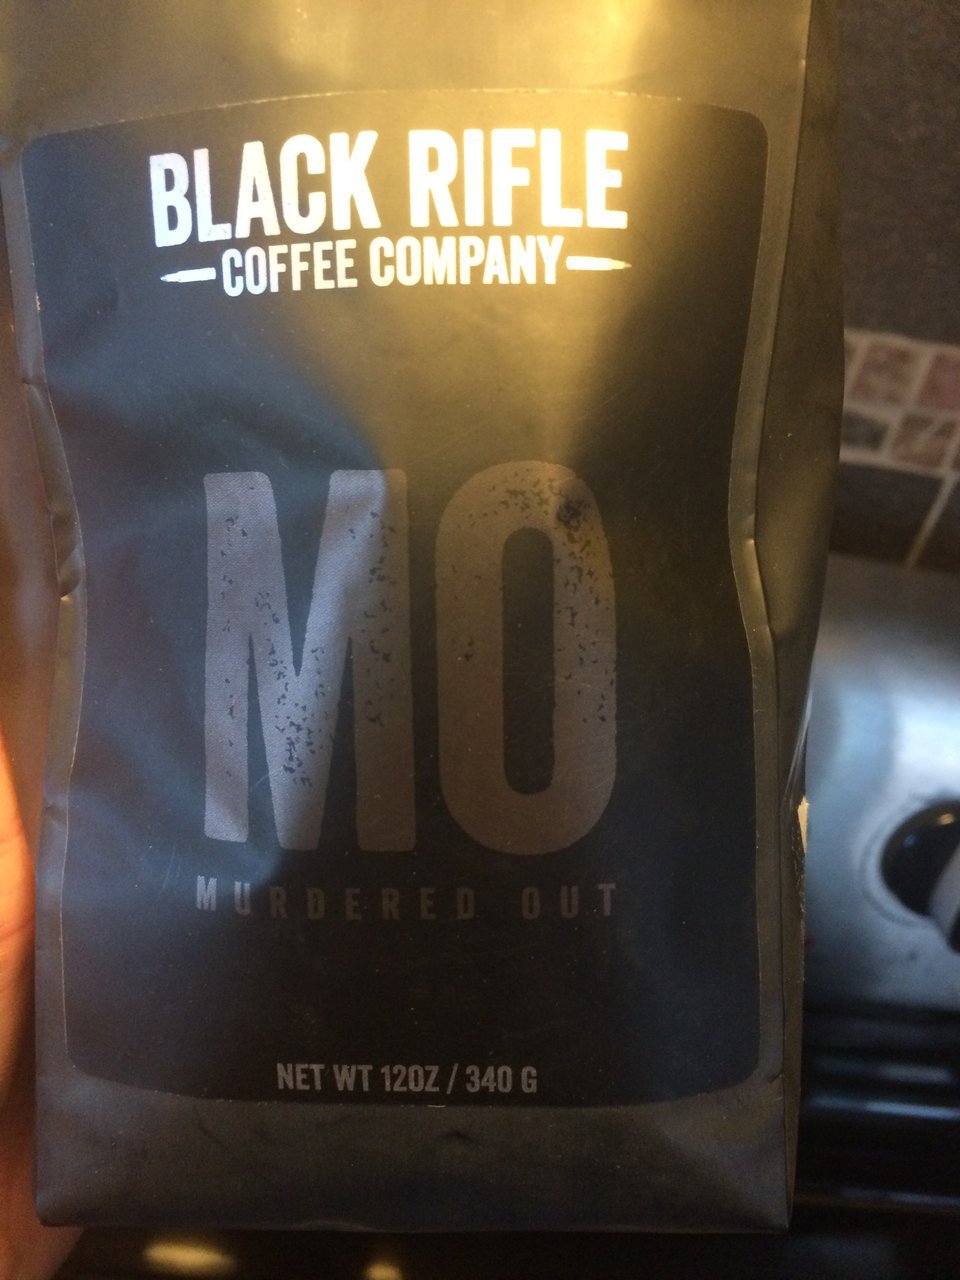 BLACK RIFLE
COFFEE COMPANY
MO
MURDERED OUT
NET WT 12OZ / 340 G